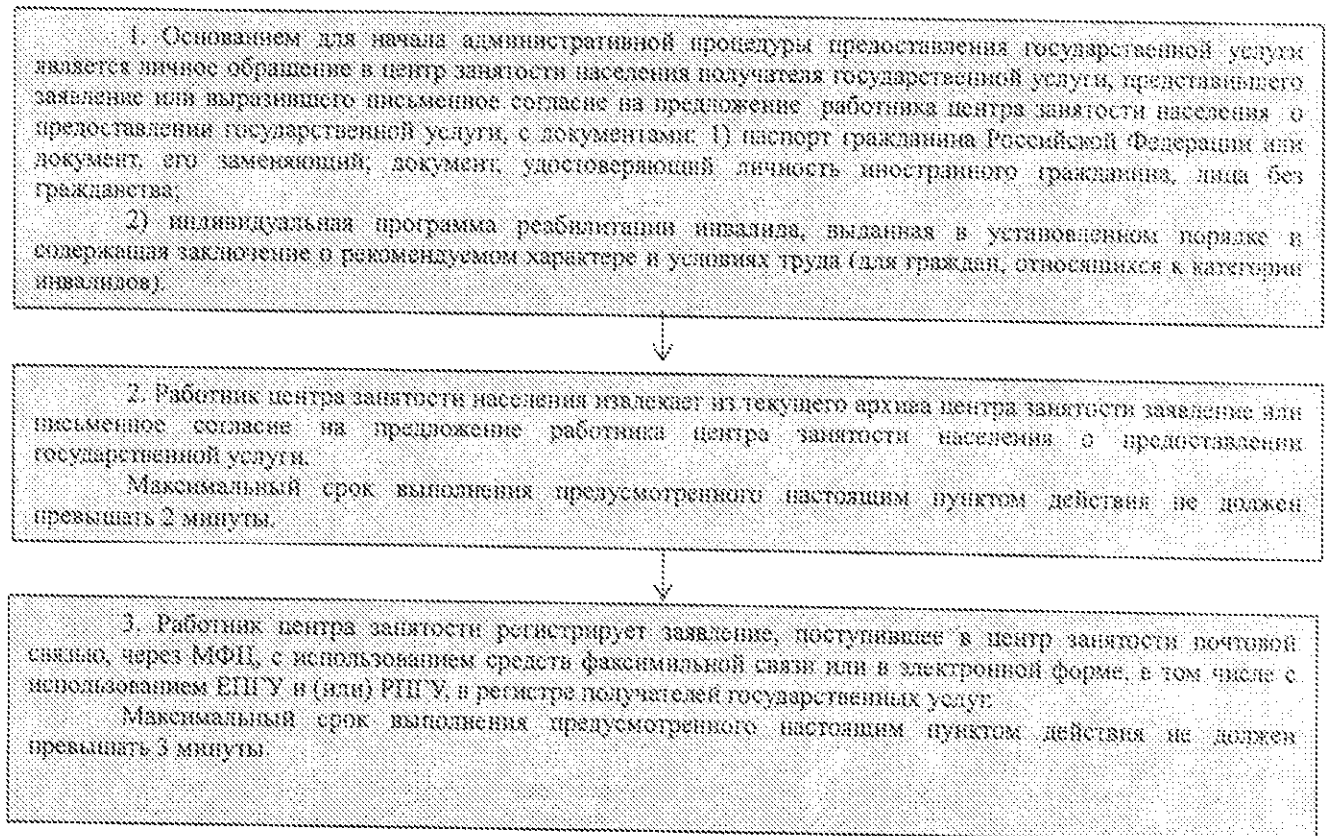 1. Основанием для начала административной процедуры предоставления государственной услуги
является личное обращение в центр занятости населения получателя государственной услуги, представившего
заявление или выразившего письменное согласие на предложение работника центра занятости населения о
предоставлении государственной услуги, с документами: 1) паспорт гражданина Российской Федерации или
документ, его заменяющий; документ, удостоверяющий личность иностранного гражданина, лица без
гражданства;
2) индивидуальная программа реабилитации инвалида, выданная в установленном порядке и
содержащая заключение о рекомендуемом характере и условиях труда (для граждан, относящихся к категории
инвалидов).
2. Работник центра занятости населения извлекает из текущего архива центра занятости заявление или
письменное согласие на предложение работника центра занятости населения о предоставлении
государственной услуги.
Максимальный срок выполнения предусмотренного настоящим пунктом действия не должен
превышать 2 минуты.
3. Работник центра занятости регистрирует заявление, поступившее в центр занятости почтовой
связью, через МФЦ, с использованием средств факсимильной связи или в электронной форме, в том числе с
использованием ЕПГУ и (или) РПГУ, в регистре получателей государственных услуг.
Максимальный срок выполнения предусмотренного настоящим пунктом действия не должен
превышать 3 минуты.